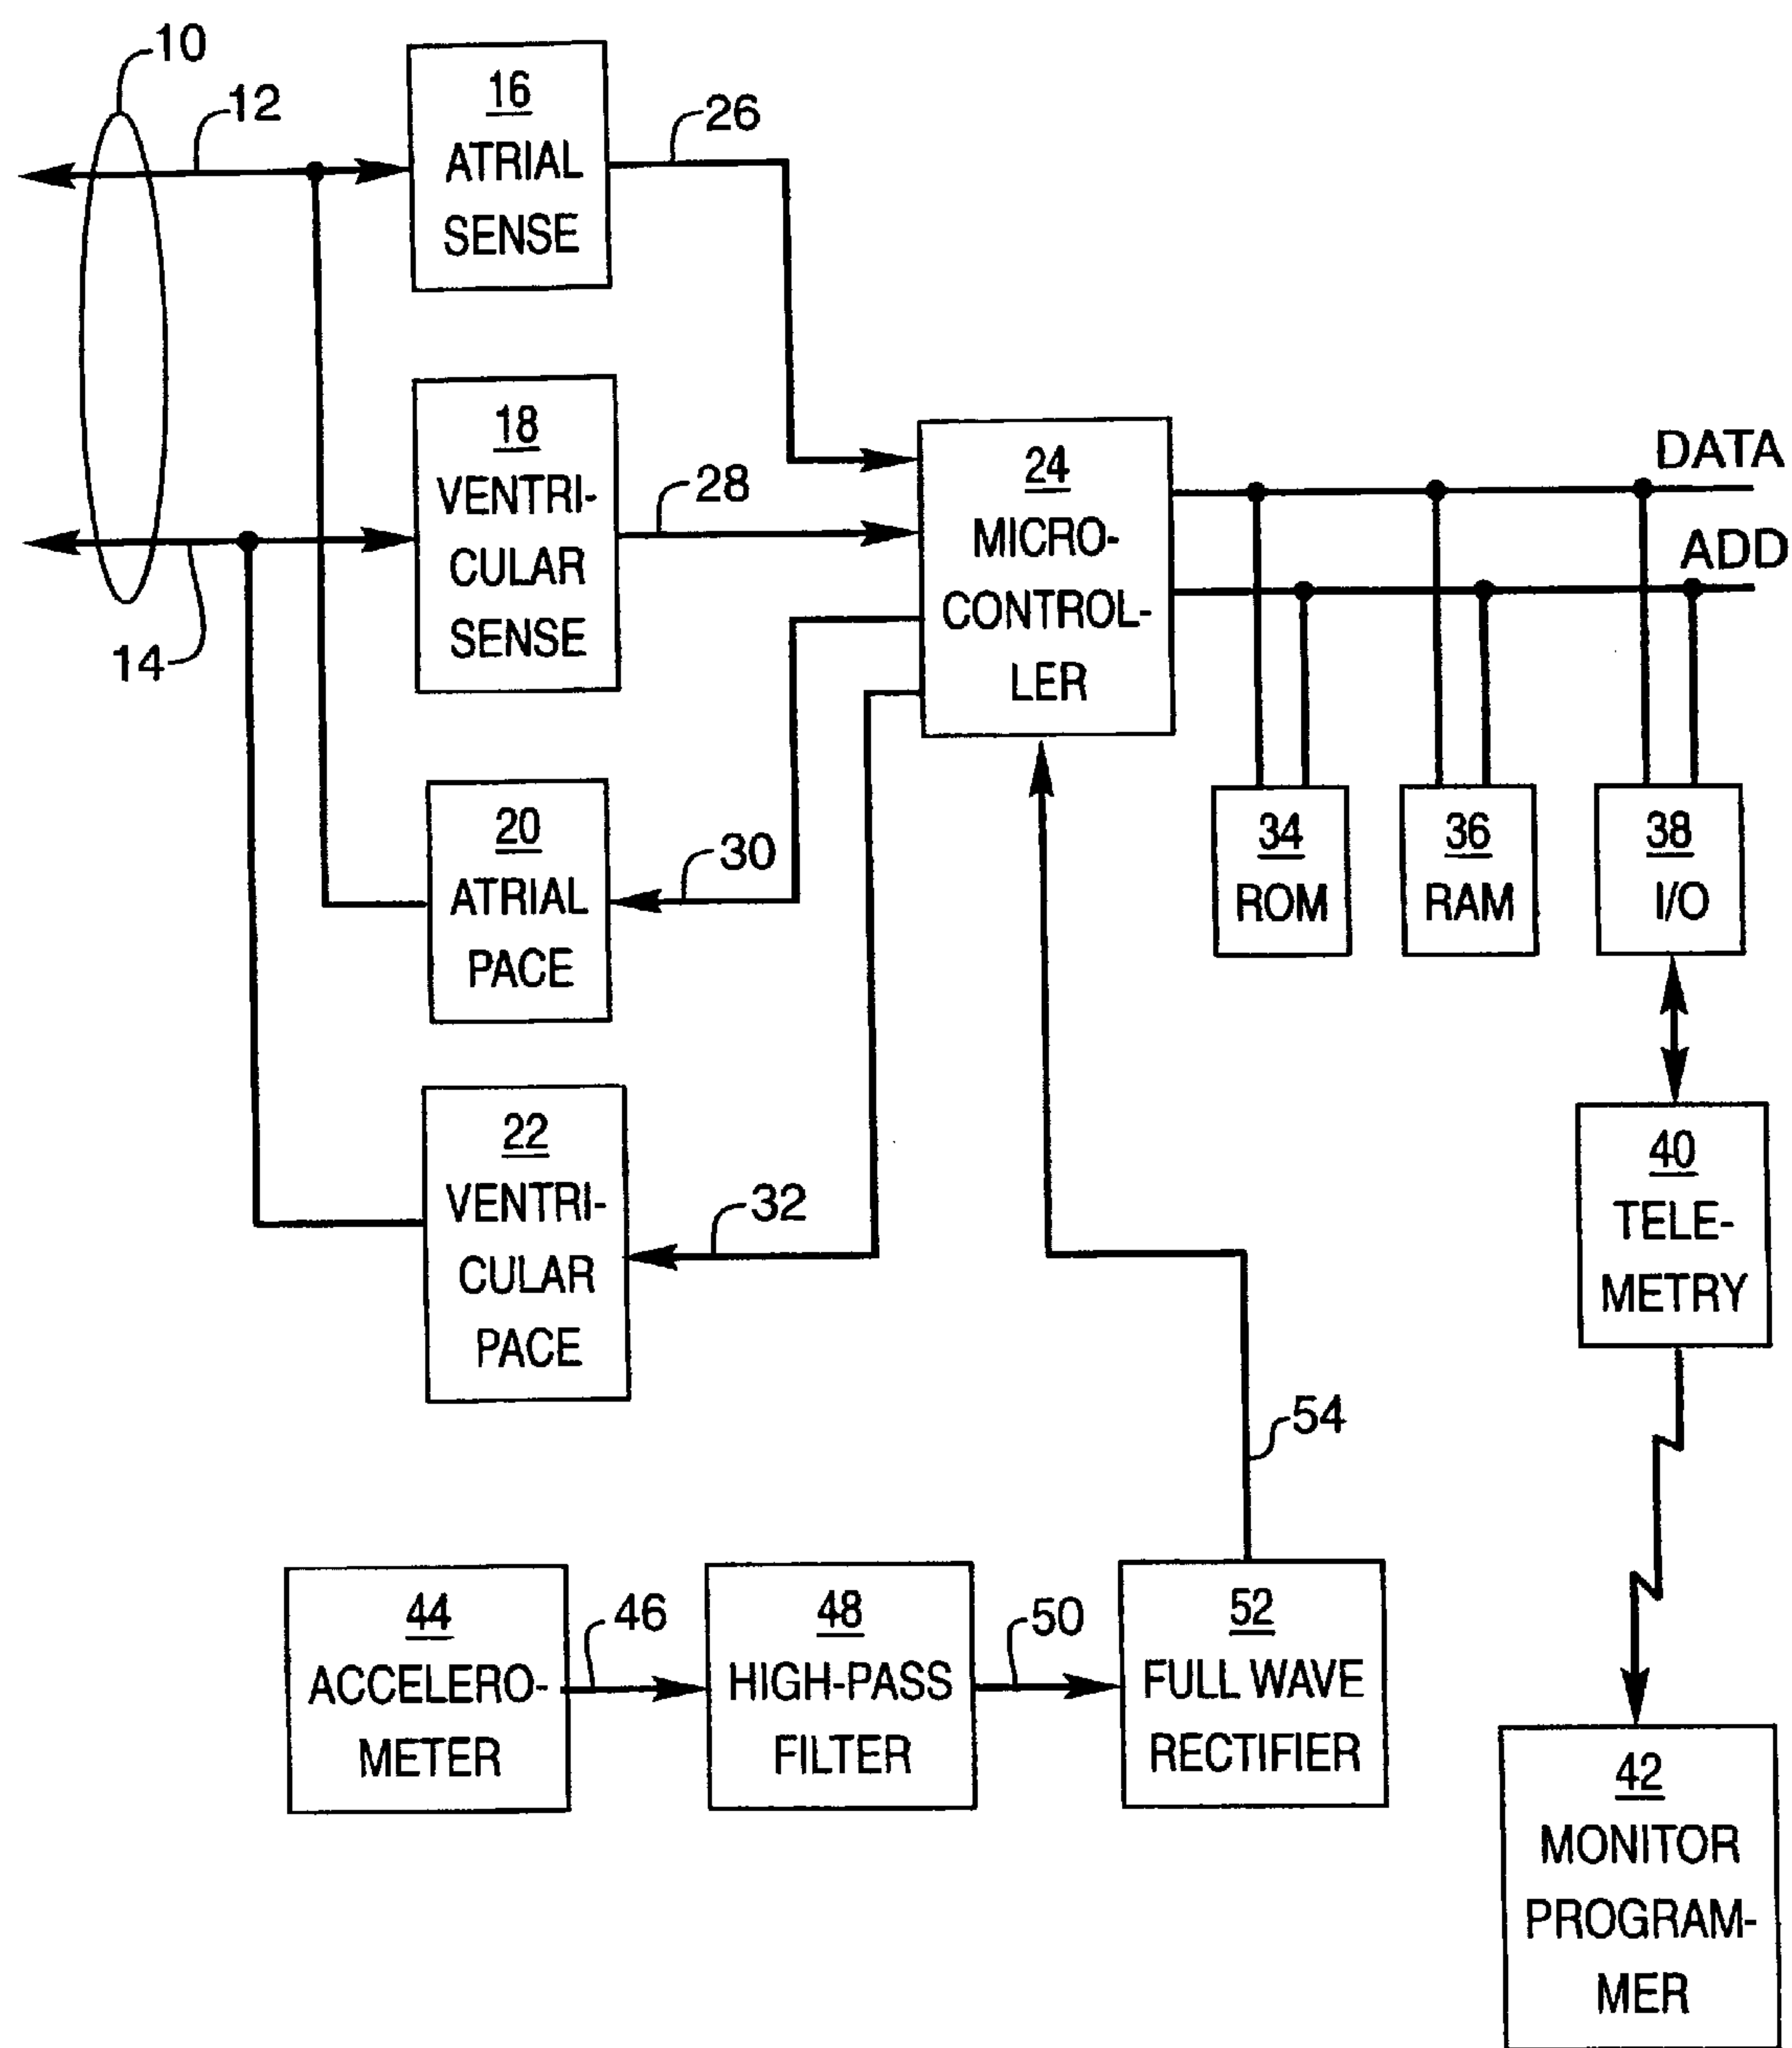 10
12
16
ATRIAL
SENSE
26
18
VENTRI-
CULAR
SENSE
28
14
24
MICRO-
CONTROL-
LER
DATA
ADD
20
ATRIAL
PACE
30
34
ROM
36
RAM
38
I/O
22
VENTRI-
CULAR
PACE
32
40
TELE-
METRY
54
44
ACCELERO-
METER
46
48
HIGH-PASS
FILTER
50
52
FULL WAVE
RECTIFIER
42
MONITOR
PROGRAM-
MER